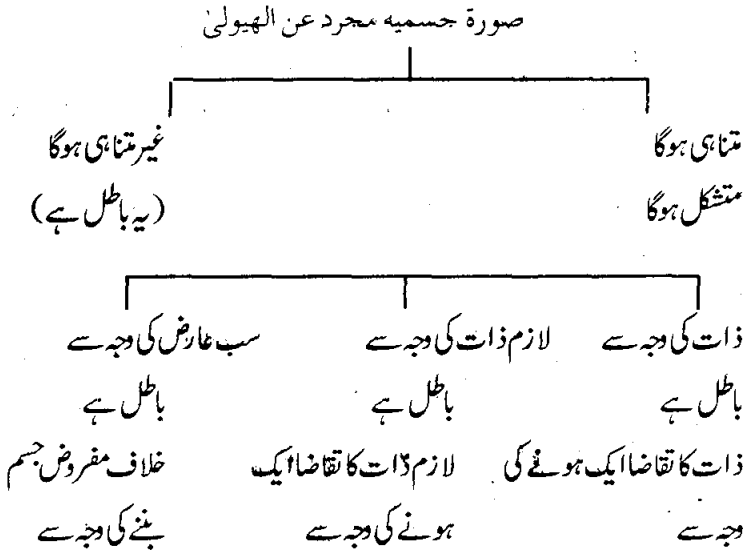 صورة جسمیه مجرد عن الهیولیٰ
متناہی ہوگا
غیر متناہی ہوگا
متشکل ہوگا
(یہ باطل ہے)
ذات کی وجہ سے
لازم ذات کی وجہ سے
سب عارض کی وجہ سے
باطل ہے
باطل ہے
باطل ہے
ذات کا تقاضا ایک ہونے کی
لازم ذات کا تقاضا ایک
خلاف مفروض جسم
وجہ سے
ہونے کی وجہ سے
بننے کی وجہ سے